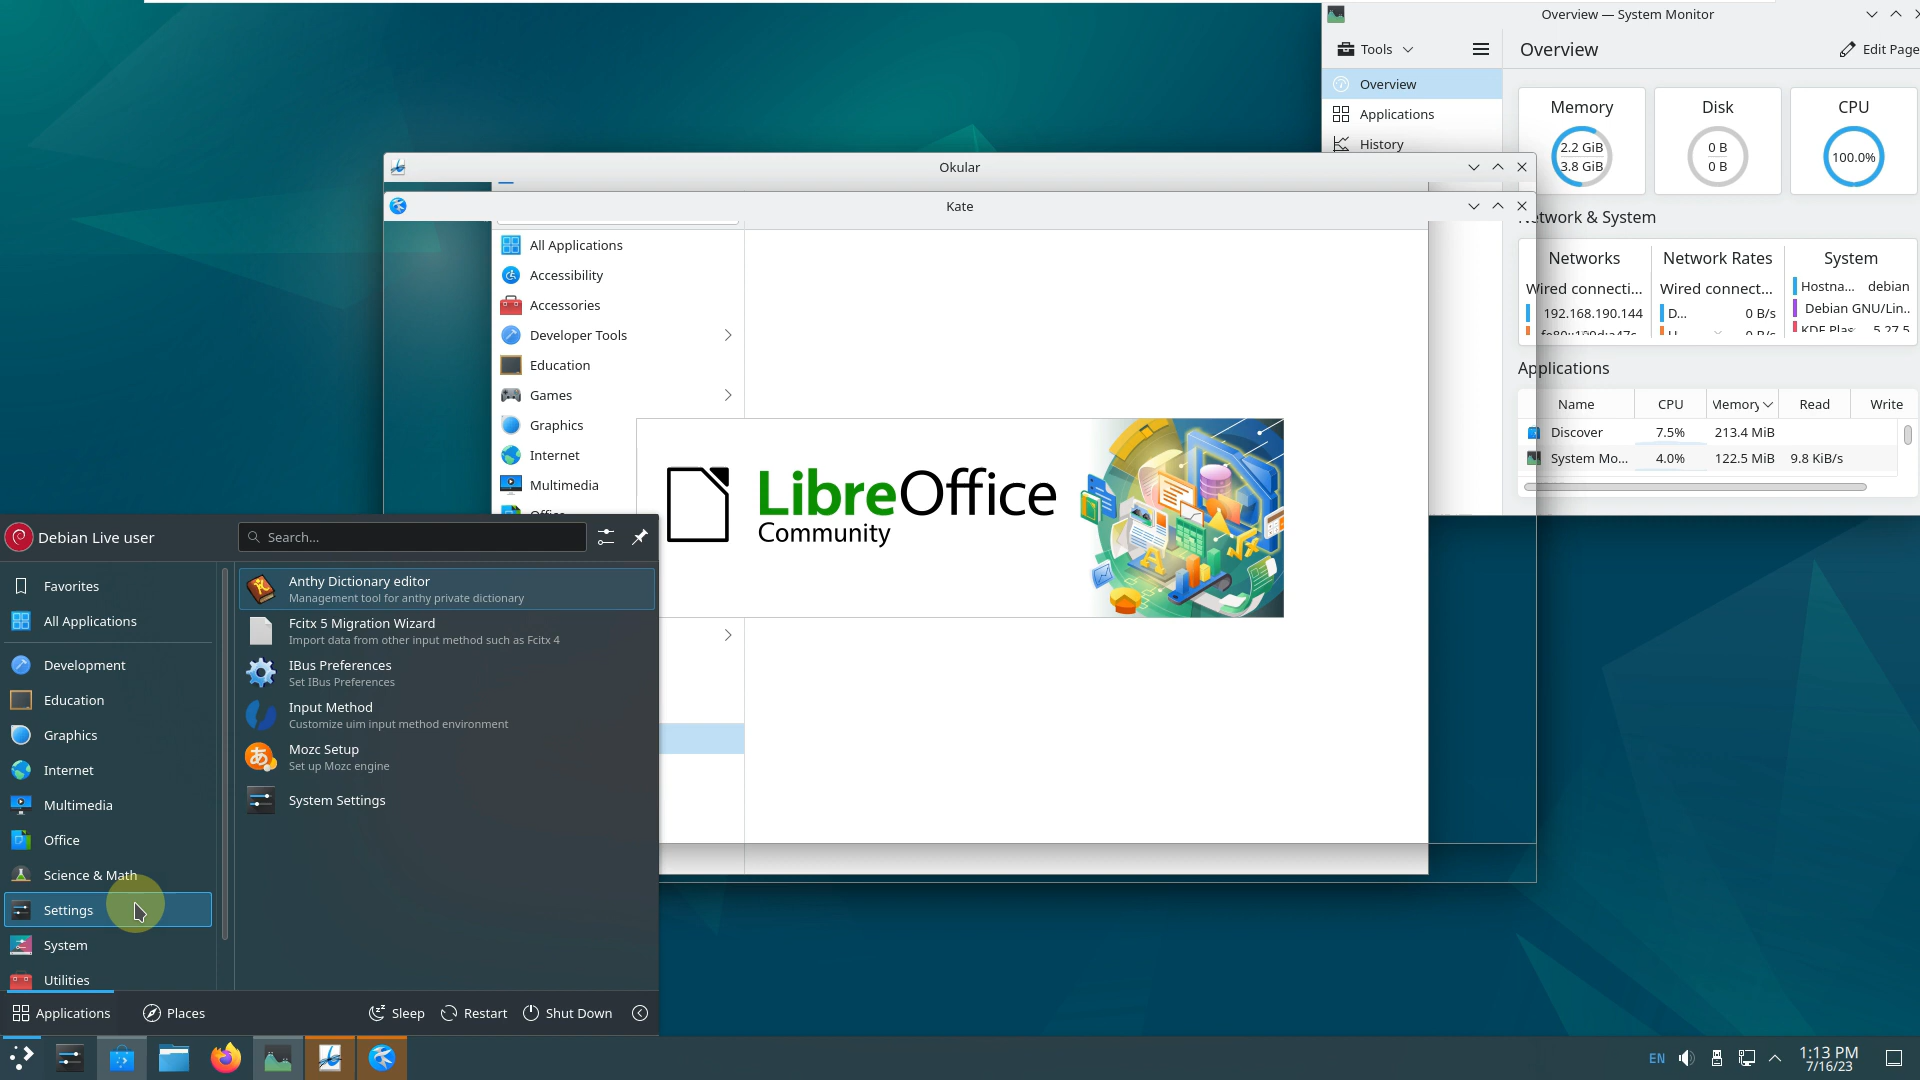 Overview — System Monitor
Tools
Overview
Edit Page
Overview
Applications
History
Memory
2.2 GiB
3.8 GiB
Disk
0 B
0 B
CPU
100.0%
Network & System
Networks
Wired connecti...
192.168.190.144
Network Rates
Wired connect...
D...
0 B/s
0 B/s
System
Hostna...
debian
Debian GNU/Lin..
5.27.5
Applications
Name
CPU
Memory
Read
Write
Discover
7.5%
213.4 MiB
System Mo...
4.0%
122.5 MiB
9.8 KiB/s
Okular
Kate
All Applications
Accessibility
Accessories
Developer Tools
Education
Games
Graphics
Internet
Multimedia
LibreOffice
Community
Debian Live user
Search...
Favorites
All Applications
Development
Education
Graphics
Internet
Multimedia
Office
Science & Math
Settings
System
Utilities
Anthy Dictionary editor
Management tool for anthy private dictionary
Fcitx 5 Migration Wizard
Import data from other input method such as Fcitx 4
IBus Preferences
Set IBus Preferences
Input Method
Customize uim input method environment
あ
Mozc Setup
Set up Mozc engine
System Settings
Applications
Places
Sleep
Restart
Shut Down
EN
1:13 PM
7/16/23